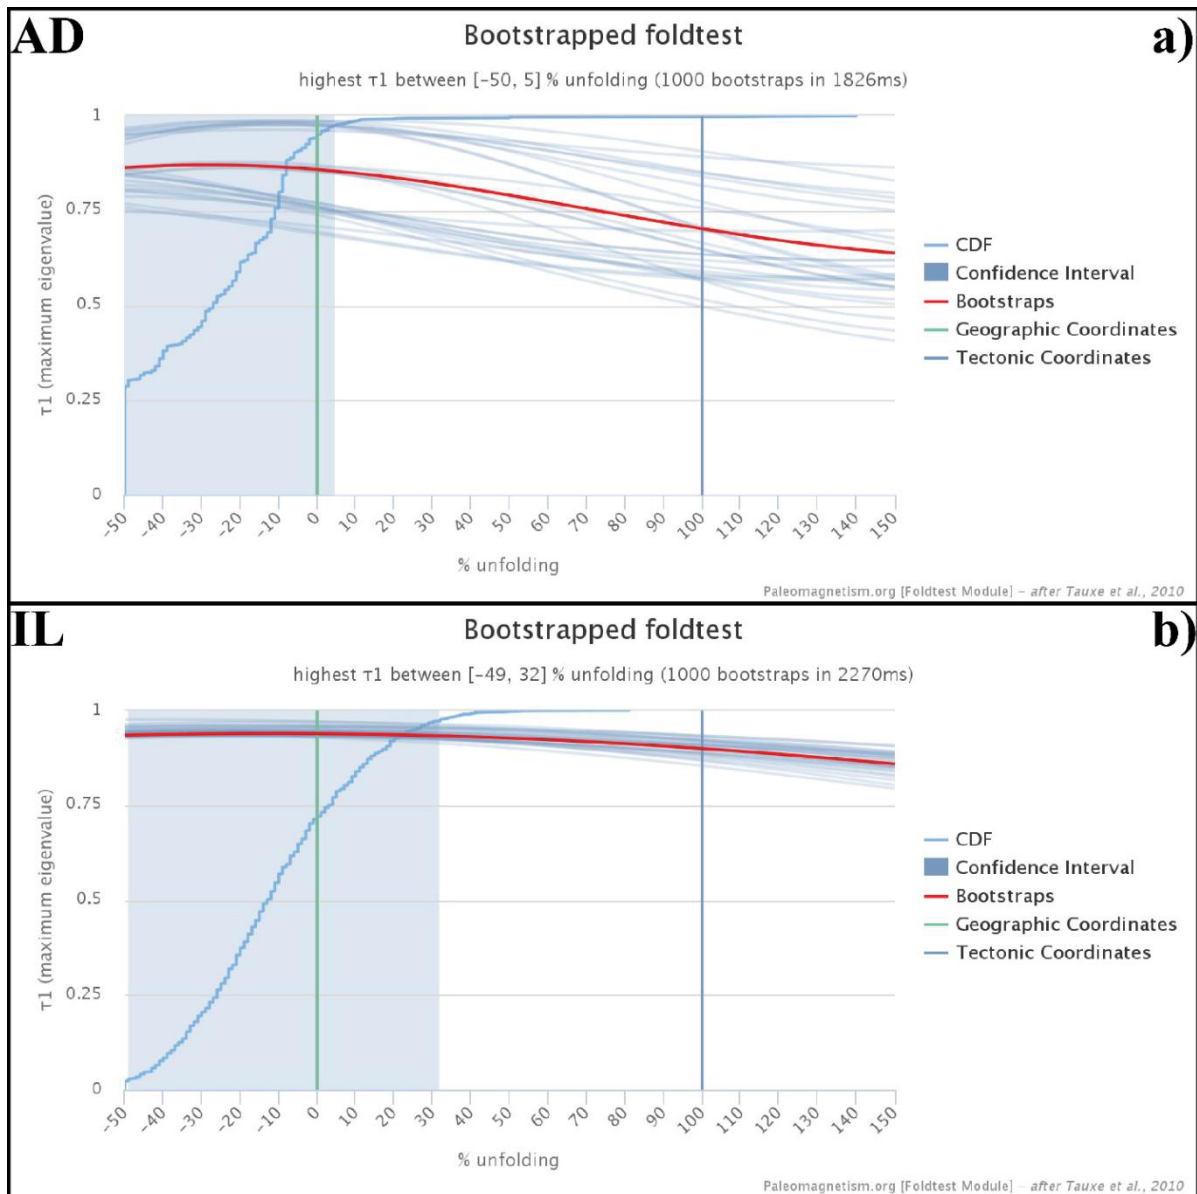 AD
a)
Bootstrapped foldtest
highest τ1 between [-50, 5] % unfolding (1000 bootstraps in 1826ms)
τ1 (maximum eigenvalue)
1
0.75
0.5
0.25
0
-50 -40 -30 -20 -10 0 10 20 30 40 50 60 70 80 90 100 110 120 130 140 150
% unfolding
CDF
Confidence Interval
Bootstraps
Geographic Coordinates
Tectonic Coordinates
Paleomagnetism.org [Foldtest Module] – after Tauxe et al., 2010
IL
b)
Bootstrapped foldtest
highest τ1 between [-49, 32] % unfolding (1000 bootstraps in 2270ms)
τ1 (maximum eigenvalue)
1
0.75
0.5
0.25
0
-50 -40 -30 -20 -10 0 10 20 30 40 50 60 70 80 90 100 110 120 130 140 150
% unfolding
CDF
Confidence Interval
Bootstraps
Geographic Coordinates
Tectonic Coordinates
Paleomagnetism.org [Foldtest Module] – after Tauxe et al., 2010